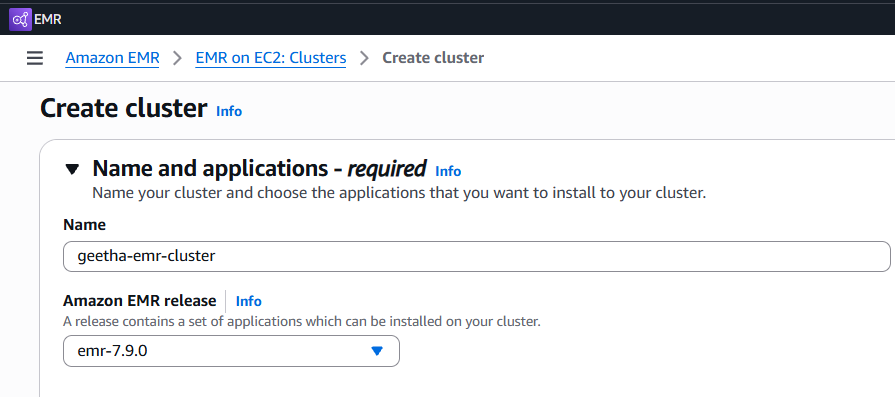 EMR
Amazon EMR > EC2: Clusters > Create cluster
Create cluster Info
Name and applications - required Info
Name your cluster and choose the applications that you want to install to your cluster.
Name
geetha-emr-cluster
Amazon EMR release Info
A release contains a set of applications which can be installed on your cluster.
emr-7.9.0